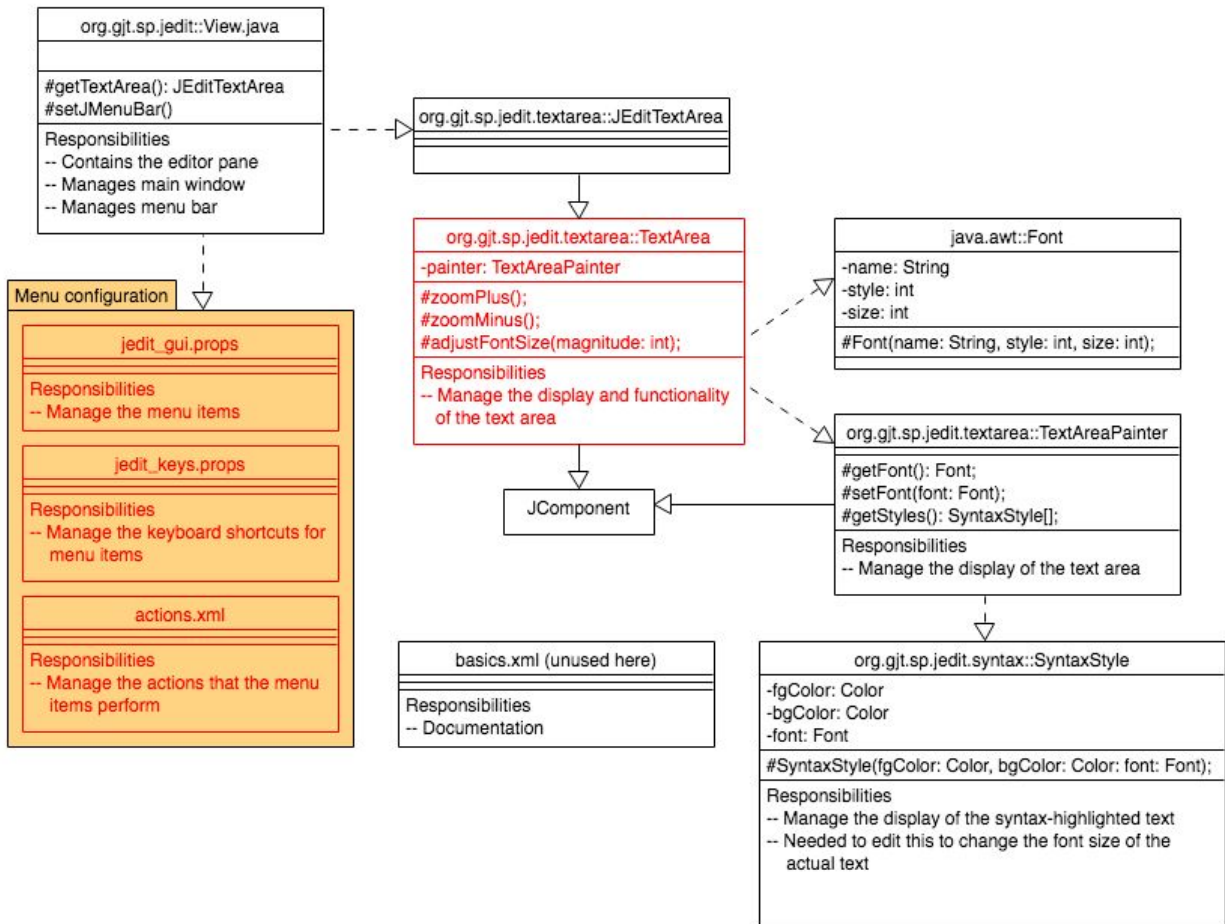 org.gjt.sp.jedit::View.java
#getTextArea(): JEditTextArea
#setJMenuBar()
Responsibilities
-- Contains the editor pane
-- Manages main window
-- Manages menu bar
org.gjt.sp.jedit.textarea::JEditTextArea
org.gjt.sp.jedit.textarea::TextArea
-painter: TextAreaPainter
#zoomPlus();
#zoomMinus();
#adjustFontSize(magnitude: int);
Responsibilities
-- Manage the display and functionality
of the text area
java.awt::Font
-name: String
-style: int
-size: int
#Font(name: String, style: int, size: int);
Menu configuration
jedit_gui.props
Responsibilities
-- Manage the menu items
jedit_keys.props
Responsibilities
-- Manage the keyboard shortcuts for
menu items
actions.xml
Responsibilities
-- Manage the actions that the menu
items perform
JComponent
org.gjt.sp.jedit.textarea::TextAreaPainter
#getFont(): Font;
#setFont(font: Font);
#getStyles(): SyntaxStyle[];
Responsibilities
-- Manage the display of the text area
basics.xml (unused here)
Responsibilities
-- Documentation
org.gjt.sp.jedit.syntax::SyntaxStyle
-fgColor: Color
-bgColor: Color
-font: Font
#SyntaxStyle(fgColor: Color, bgColor: Color: font: Font);
Responsibilities
-- Manage the display of the syntax-highlighted text
-- Needed to edit this to change the font size of the
actual text